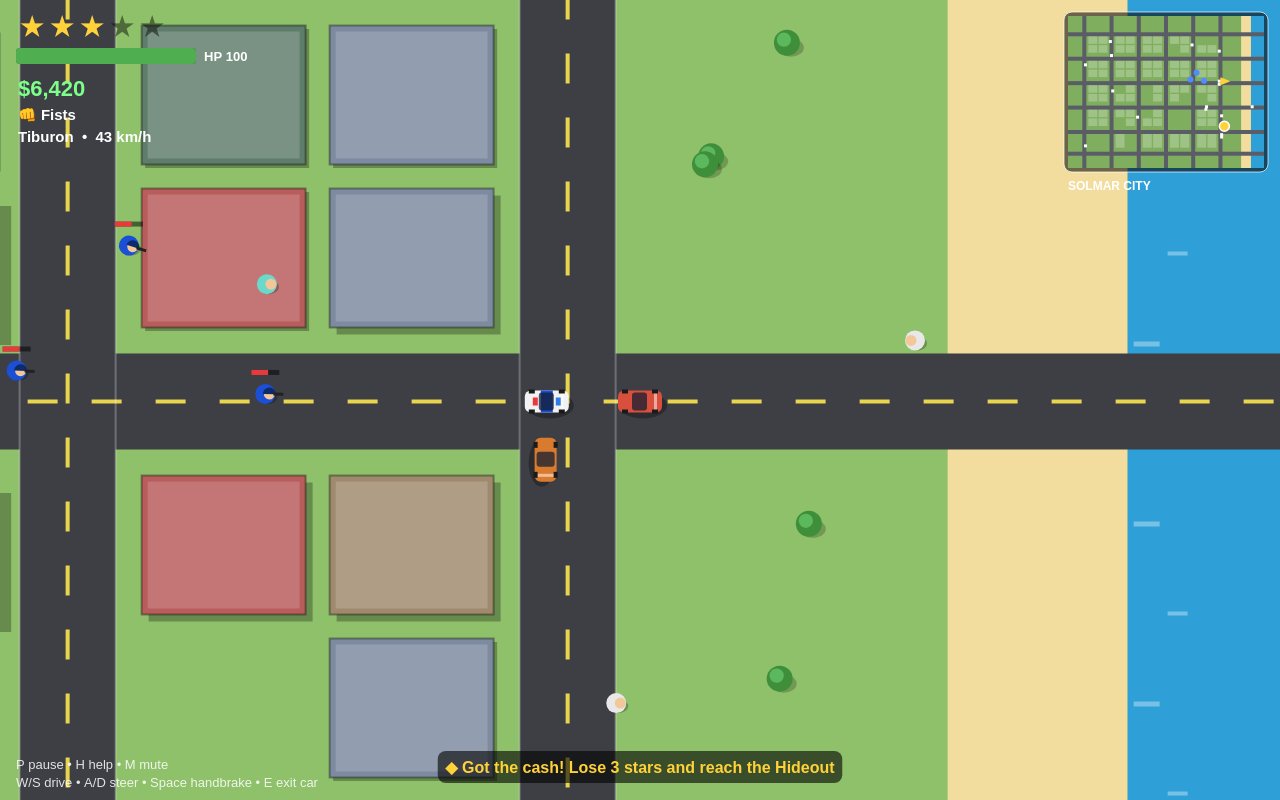 HP 100
$6,420
👊 Fists
Tiburon • 43 km/h
SOLMAR CITY
◆ Got the cash! Lose 3 stars and reach the Hideout
P pause • H help • M mute
W/S drive • A/D steer • Space handbrake • E exit car